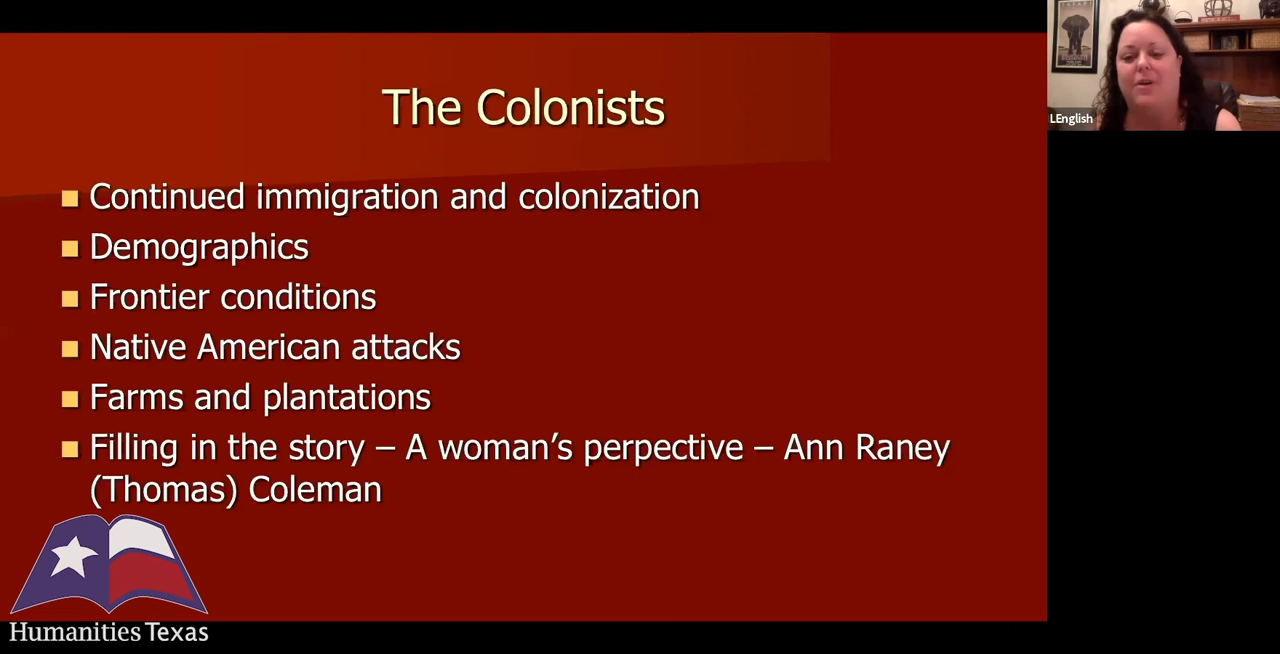 The Colonists
LEnglish
Continued immigration and colonization
Demographics
Frontier conditions
Native American attacks
Farms and plantations
Filling in the story – A woman’s perpective – Ann Raney
(Thomas) Coleman
Humanities Texas